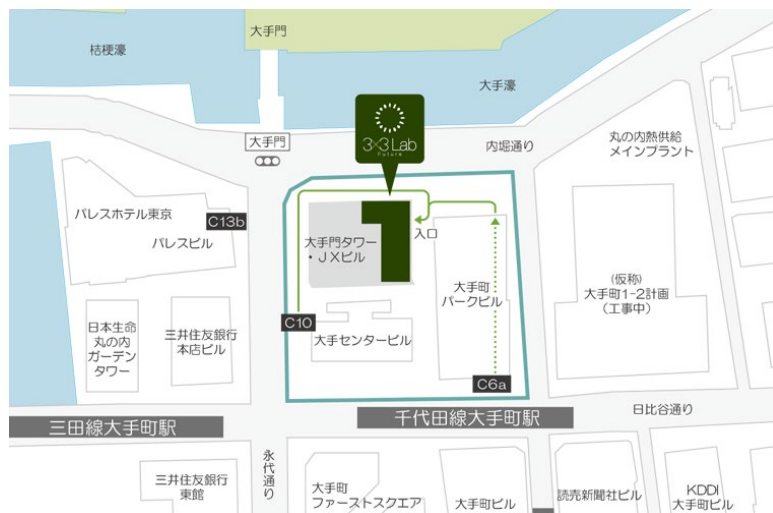 大手門
桔梗濠
大手濠
3×3 Lab
Future
大手門
内堀通り
丸の内熱供給
メインプラント
パレスホテル東京
C13b
パレスビル
入口
大手門タワー
・JXビル
大手町
パークビル
(仮称)
大手町1-2計画
(工事中)
C10
大手センタービル
日本生命
丸の内
ガーデン
タワー
三井住友銀行
本店ビル
C6a
日比谷通り
千代田線大手町駅
三田線大手町駅
永代通り
三井住友銀行
東館
大手町
ファーストスクエア
大手町ビル
読売新聞社ビル
KDDI
大手町ビル